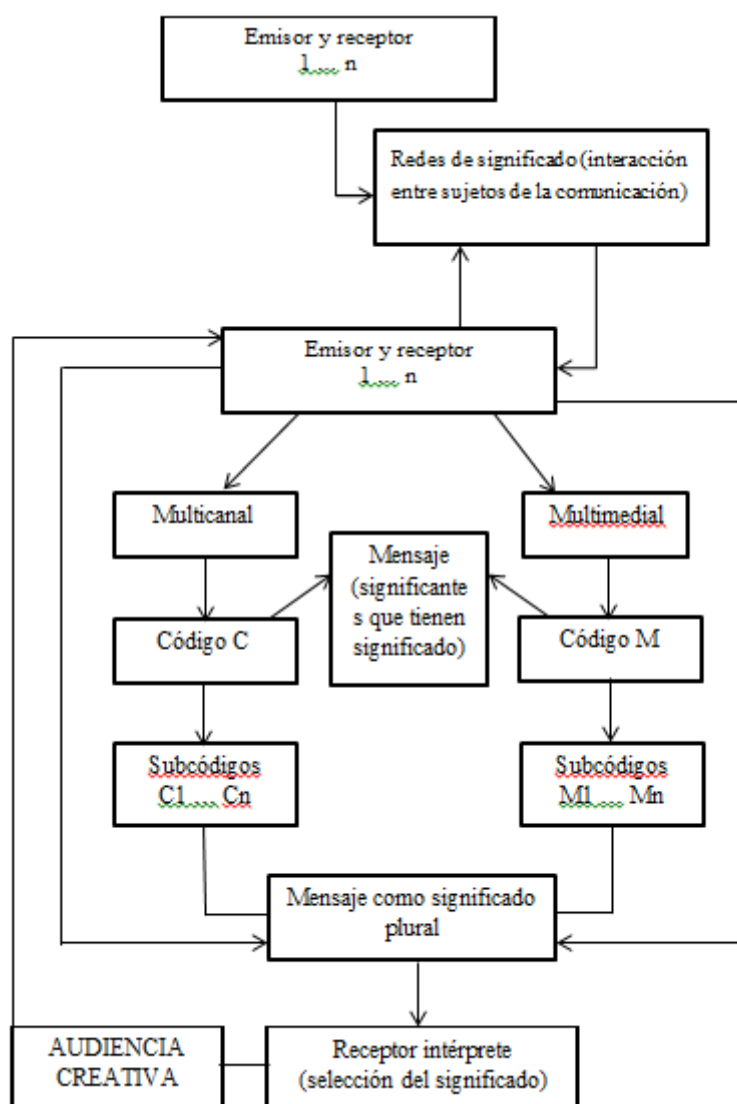 Emisor y receptor
1 .... n
Redes de significado (interacción
entre sujetos de la comunicación)
Emisor y receptor
1 .... n
Multicanal
Multimedial
Mensaje
(significante
s que tienen
significado)
Código C
Código M
Subcódigos
C1 .... Cn
Subcódigos
M1 .... Mn
Mensaje como significado
plural
AUDIENCIA
CREATIVA
Receptor intérprete
(selección del significado)